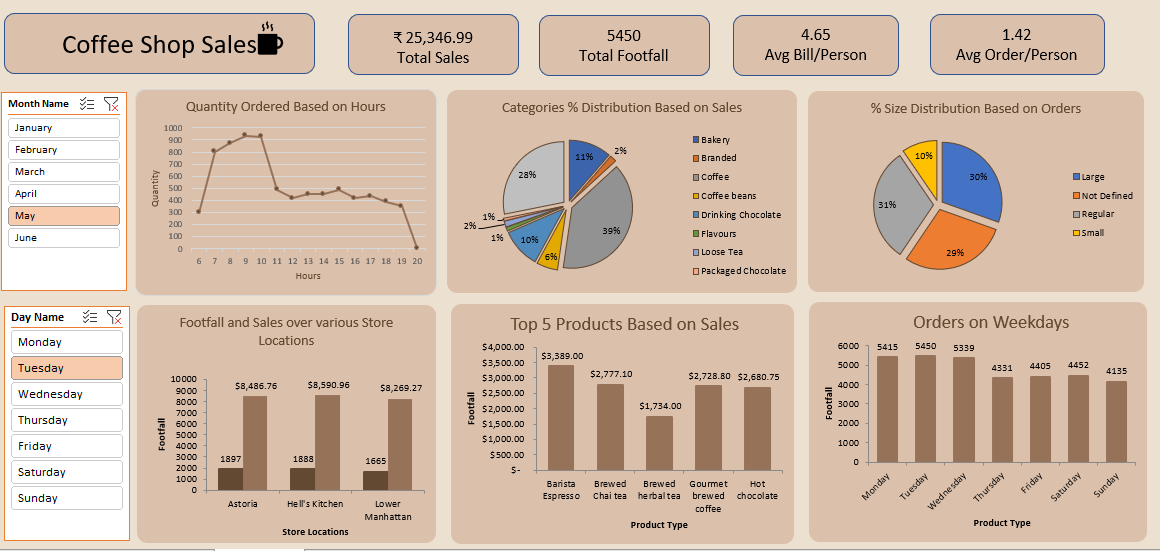 Coffee Shop Sales
₹ 25,346.99
Total Sales
5450
Total Footfall
4.65
Avg Bill/Person
1.42
Avg Order/Person
Month Name
January
February
March
April
May
June
Quantity Ordered Based on Hours
Quantity
1000
900
800
700
600
500
400
300
200
100
0
6 7 8 9 10 11 12 13 14 15 16 17 18 19 20
Hours
Categories % Distribution Based on Sales
11%
2%
39%
6%
10%
1%
2%
1%
28%
Bakery
Branded
Coffee
Coffee beans
Drinking Chocolate
Flavours
Loose Tea
Packaged Chocolate
% Size Distribution Based on Orders
30%
29%
31%
10%
Large
Not Defined
Regular
Small
Day Name
Monday
Tuesday
Wednesday
Thursday
Friday
Saturday
Sunday
Footfall and Sales over various Store
Locations
Footfall
10000
9000
8000
7000
6000
5000
4000
3000
2000
1000
0
1897 $8,486.76
1888 $8,590.96
1665 $8,269.27
Astoria
Hell's Kitchen
Lower
Manhattan
Store Locations
Top 5 Products Based on Sales
Footfall
$4,000.00
$3,500.00
$3,000.00
$2,500.00
$2,000.00
$1,500.00
$1,000.00
$500.00
$-
$3,389.00
$2,777.10
$1,734.00
$2,728.80
$2,680.75
Barista
Espresso
Brewed
Chai tea
Brewed
herbal tea
Gourmet
brewed
coffee
Hot
chocolate
Product Type
Orders on Weekdays
Footfall
6000
5000
4000
3000
2000
1000
0
5415
5450
5339
4331
4405
4452
4135
Monday
Tuesday
Wednesday
Thursday
Friday
Saturday
Sunday
Product Type